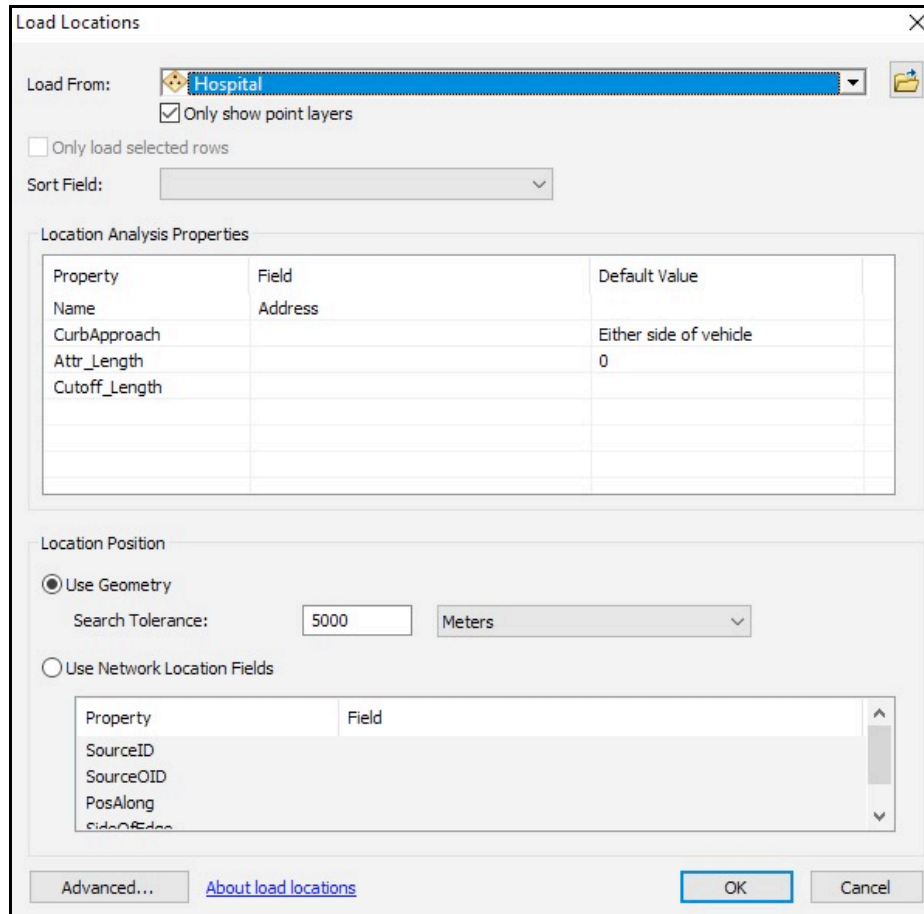 Load Locations
Load From: Hospital
Only show point layers
Only load selected rows
Sort Field:
Location Analysis Properties
Property Field Default Value
Name Address
CurbApproach Either side of vehicle
Attr_Length 0
Cutoff_Length
Location Position
Use Geometry
Search Tolerance: 5000 Meters
Use Network Location Fields
Property Field
SourceID
SourceOID
PosAlong
SideOfEdge
Advanced... About load locations OK Cancel